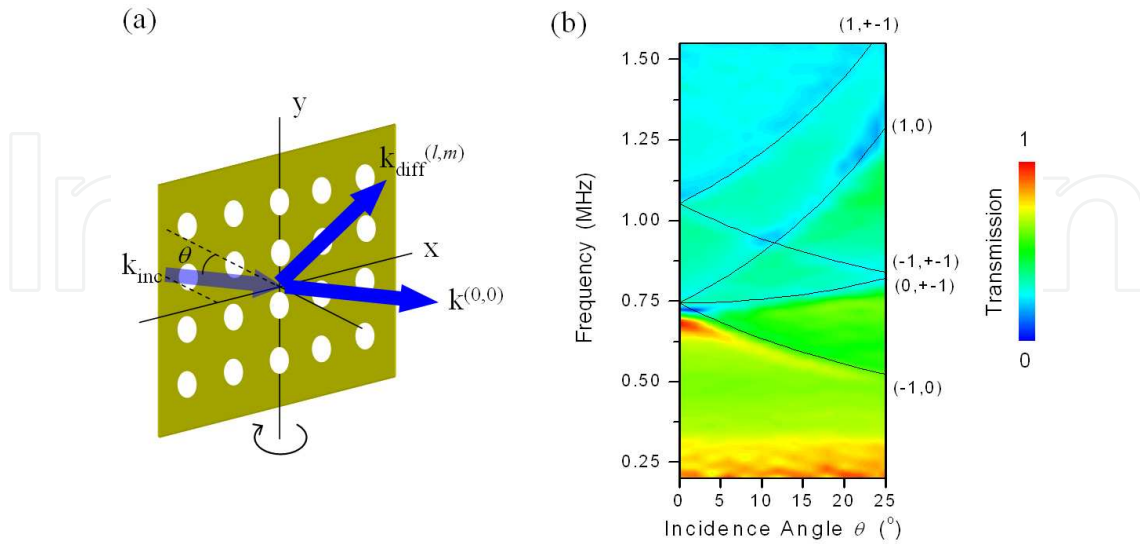 (a)
y
k_diff^(l,m)
x
θ
k_inc
k^(0,0)
(b)
(1,+-1)
1.50
1.25
1.00
0.75
0.50
0.25
Frequency (MHz)
(1,0)
(-1,+-1)
(0,+-1)
(-1,0)
0 5 10 15 20 25
Incidence Angle θ (°)
1
Transmission
0